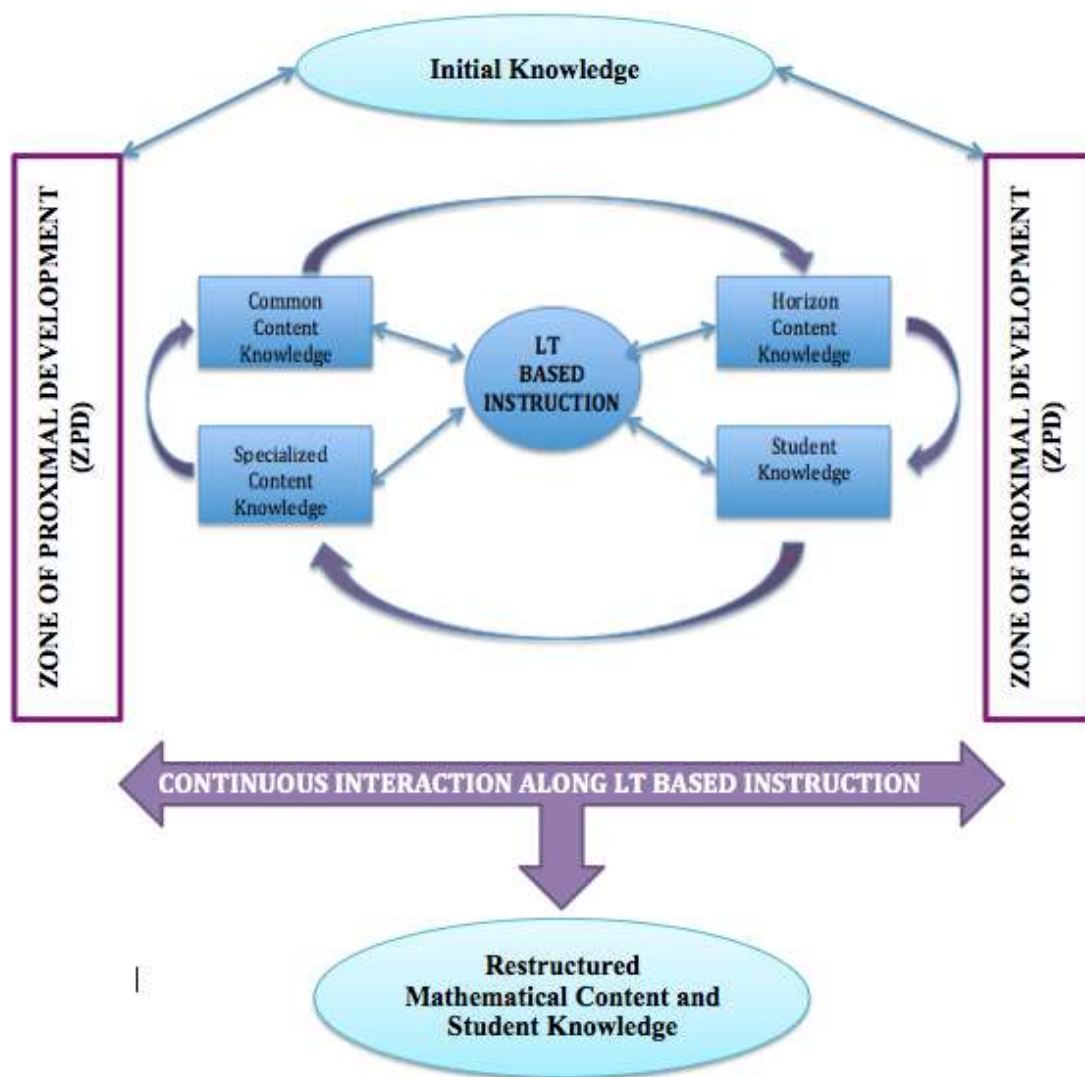 Initial Knowledge
ZONE OF PROXIMAL DEVELOPMENT
(ZPD)
Common
Content
Knowledge
LT
BASED
INSTRUCTION
Horizon
Content
Knowledge
Specialized
Content
Knowledge
Student
Knowledge
ZONE OF PROXIMAL DEVELOPMENT
(ZPD)
CONTINUOUS INTERACTION ALONG LT BASED INSTRUCTION
Restructured
Mathematical Content and
Student Knowledge